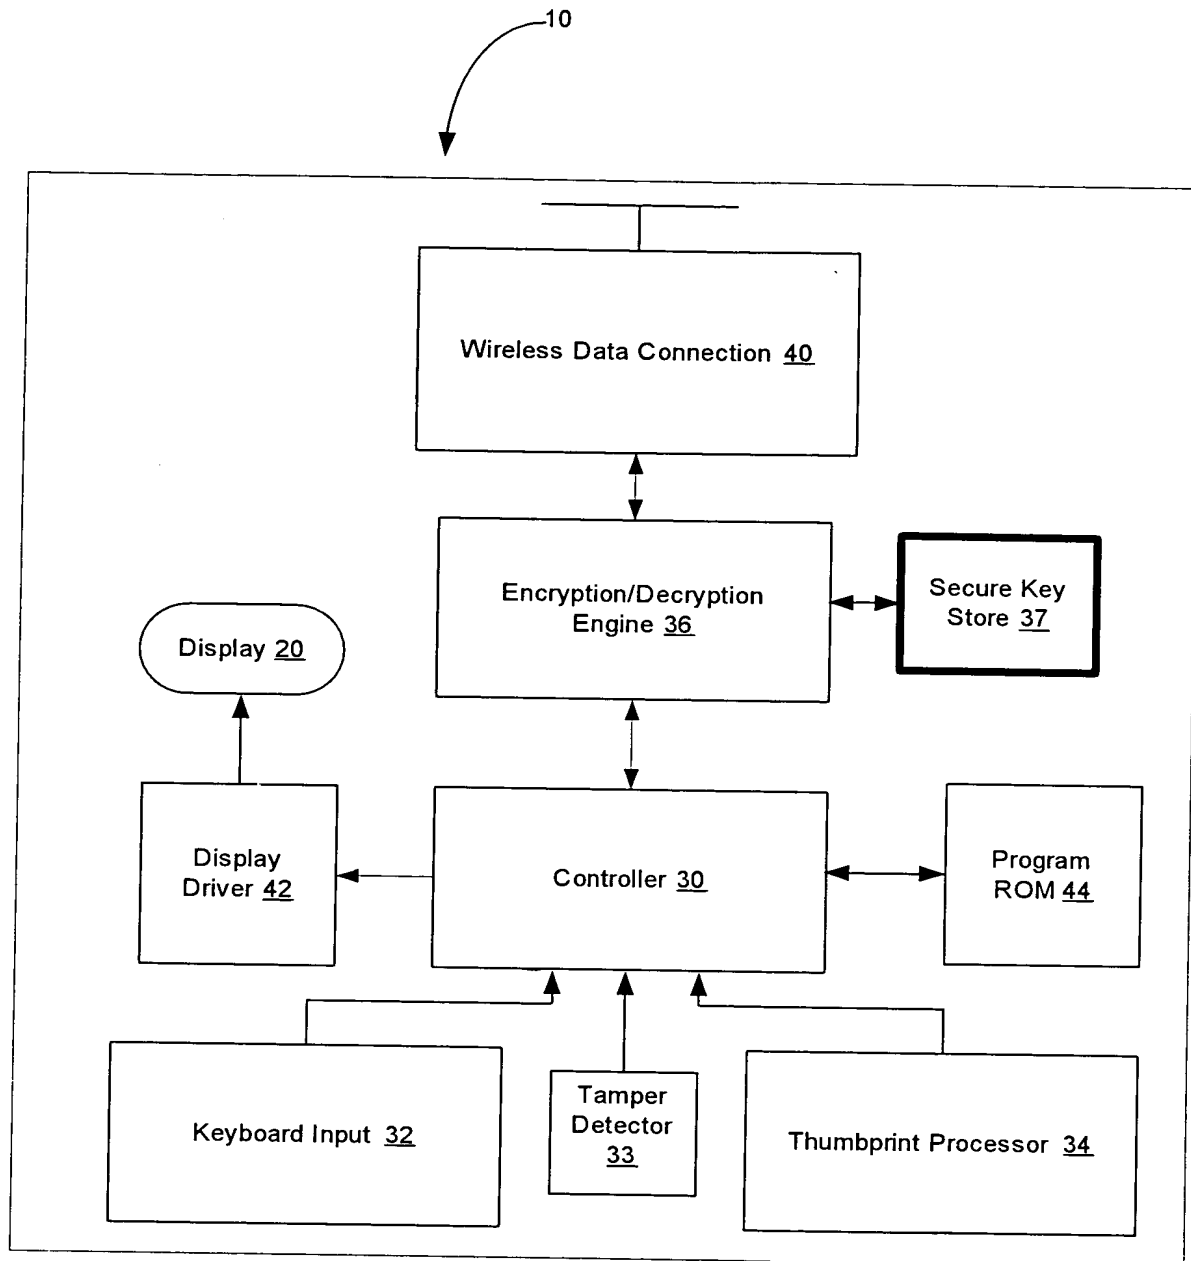 10
Wireless Data Connection 40
Encryption/Decryption
Engine 36
Secure Key
Store 37
Display 20
Display
Driver 42
Controller 30
Program
ROM 44
Keyboard Input 32
Tamper
Detector
33
Thumbprint Processor 34